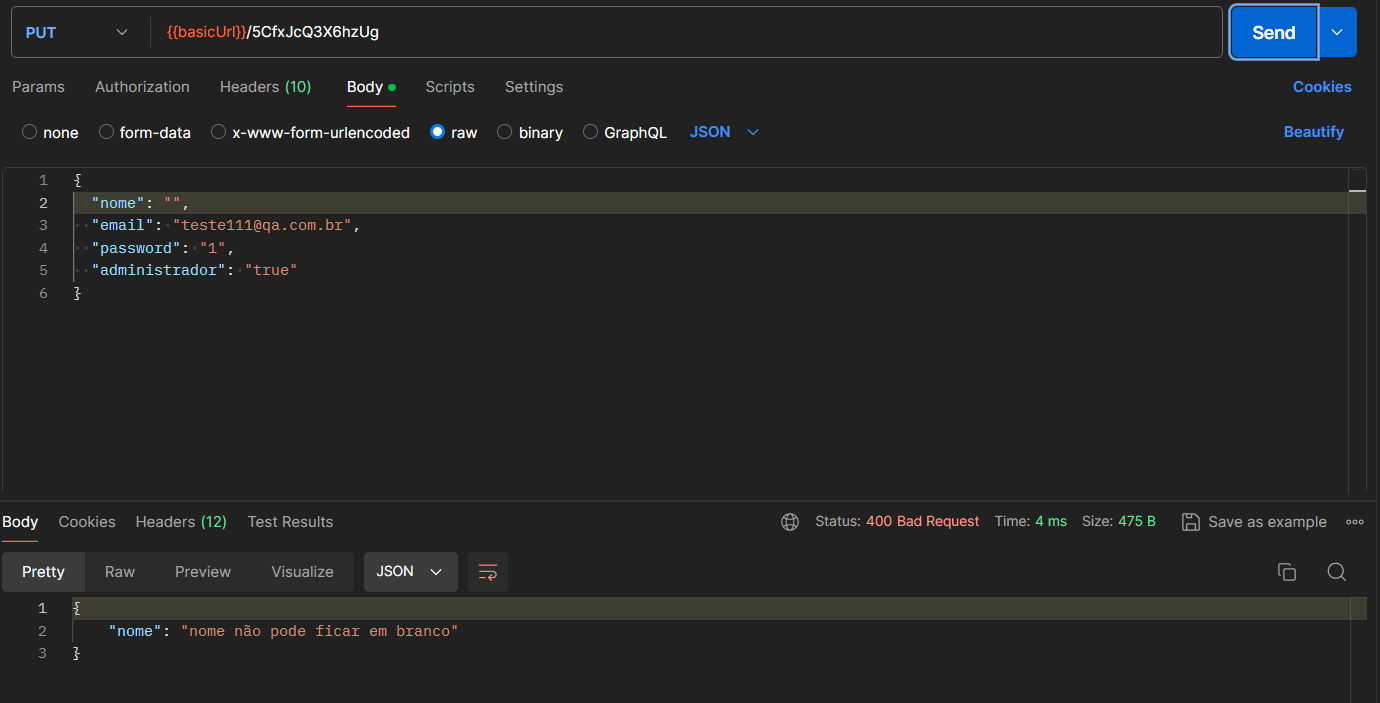 PUT {{basicUrl}}/5CfxJcQ3X6hzUg Send
Params Authorization Headers (10) Body Scripts Settings Cookies
none form-data x-www-form-urlencoded raw binary GraphQL JSON Beautify
1 {
2 "nome": "",
3 "email": "teste111@qa.com.br",
4 "password": "1",
5 "administrador": "true"
6 }
Body Cookies Headers (12) Test Results Status: 400 Bad Request Time: 4 ms Size: 475 B Save as example
Pretty Raw Preview Visualize JSON
1 {
2 "nome": "nome não pode ficar em branco"
3 }